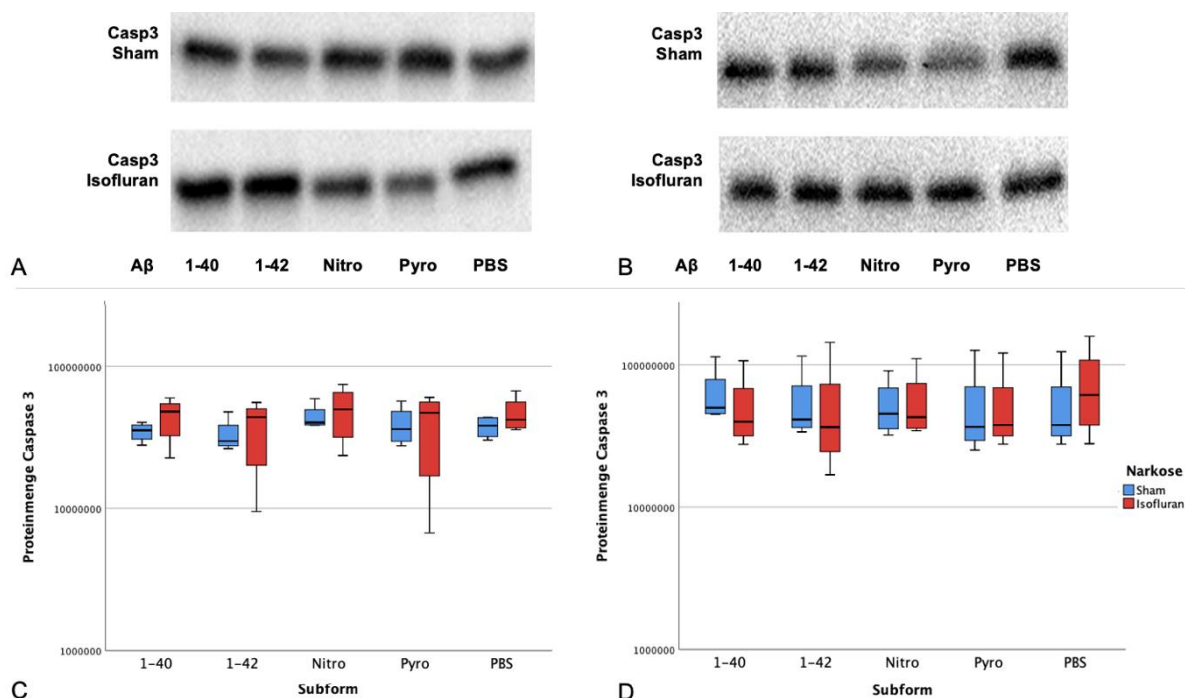 Casp3
Sham
Casp3
Isofluran
A Aβ 1-40 1-42 Nitro Pyro PBS
Casp3
Sham
Casp3
Isofluran
B Aβ 1-40 1-42 Nitro Pyro PBS
Proteinmenge Caspase 3
100000000
10000000
1000000
1-40 1-42 Nitro Pyro PBS
Subform
C
Proteinmenge Caspase 3
100000000
10000000
1000000
1-40 1-42 Nitro Pyro PBS
Subform
D
Narkose
Sham
Isofluran